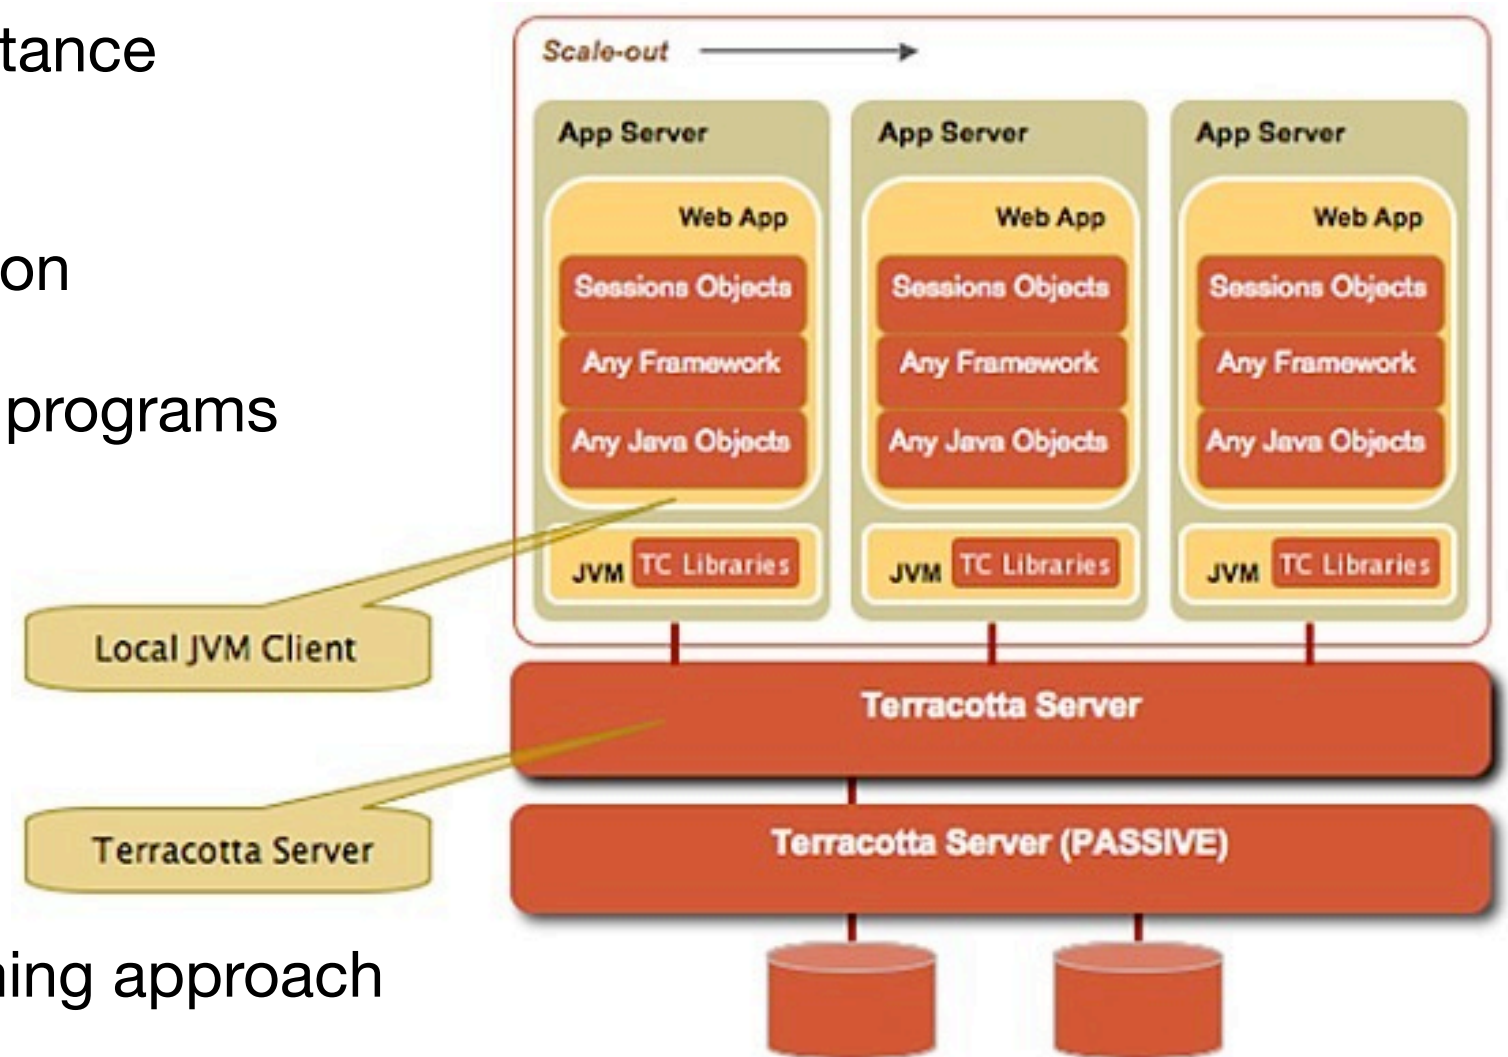 tance
on
programs
ning approach
Scale-out
App Server
Web App
Sessions Objects
Any Framework
Any Java Objects
JVM TC Libraries
App Server
Web App
Sessions Objects
Any Framework
Any Java Objects
JVM TC Libraries
App Server
Web App
Sessions Objects
Any Framework
Any Java Objects
JVM TC Libraries
Local JVM Client
Terracotta Server
Terracotta Server
Terracotta Server (PASSIVE)